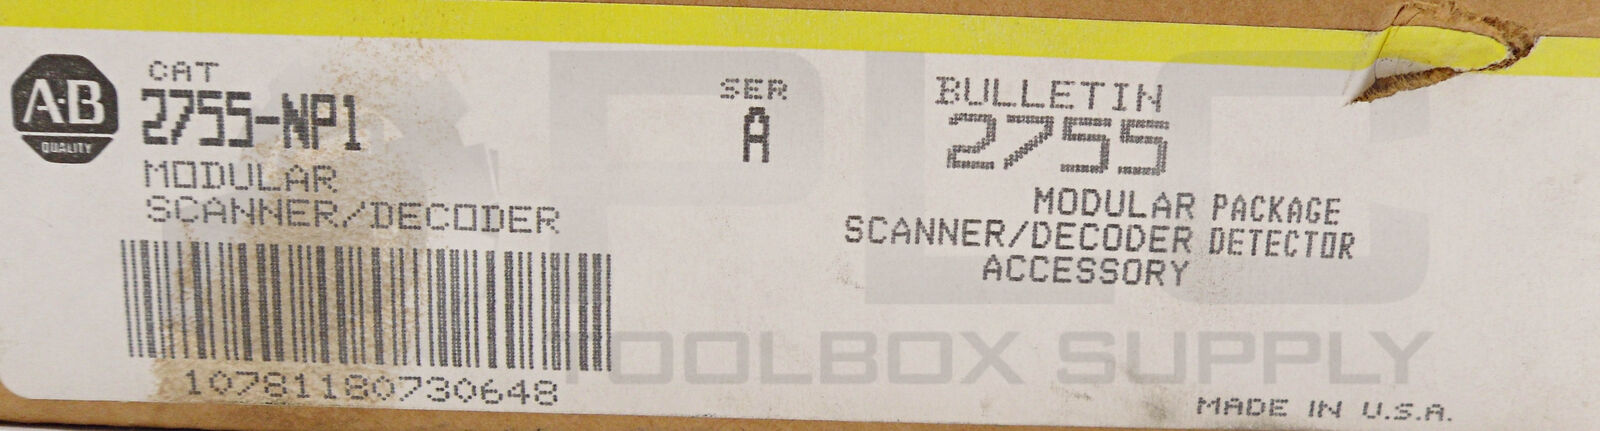 A-B
QUALITY
CAT
2755-NP1
MODULAR
SCANNER/DECODER
10781180730648
SER
A
BULLETIN
2755
MODULAR PACKAGE
SCANNER/DECODER DETECTOR
ACCESSORY
MADE IN U.S.A.
PLC
TOOLBOX SUPPLY